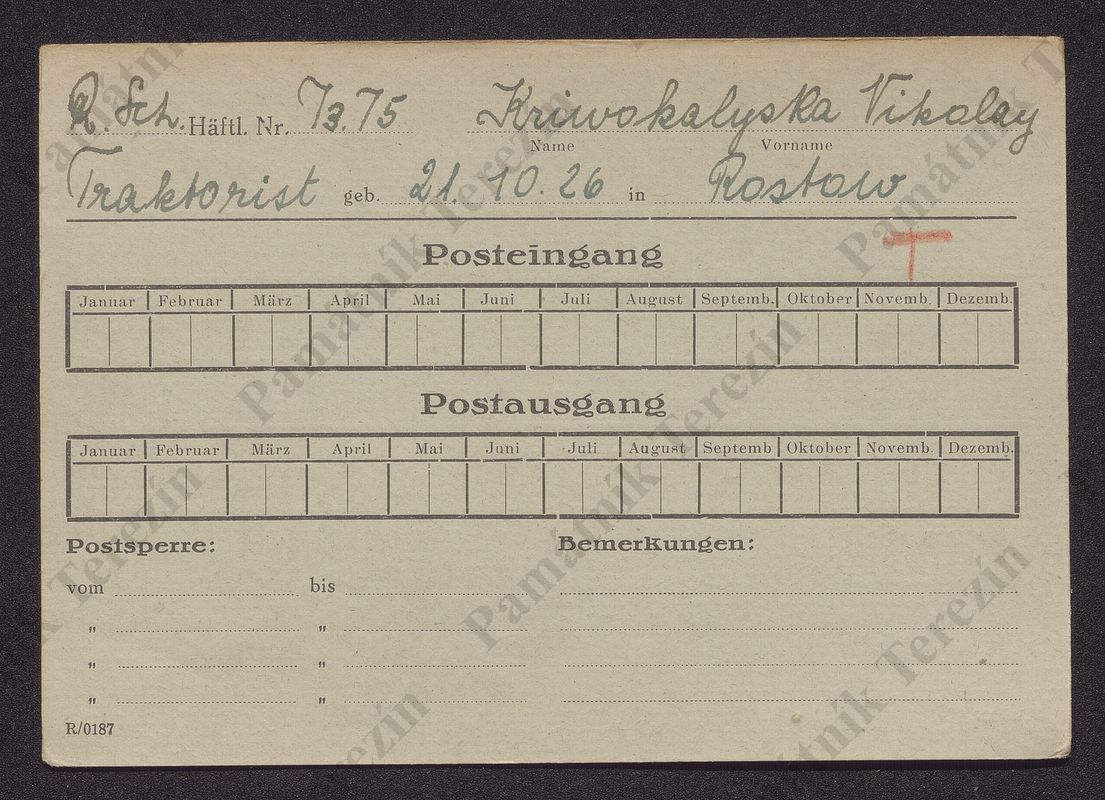 R. Sch. Häftl. Nr. 7375 Kriwokalyska Nikolay
Name Vorname
Traktorist geb. 21. 10. 26 in Rostow
T
Posteingang
Januar Februar März April Mai Juni Juli August Septemb. Oktober Novemb. Dezemb.
Postausgang
Januar Februar März April Mai Juni Juli August Septemb Oktober Novemb. Dezemb.
Postsperre: Bemerkungen:
vom bis
" "
" "
" "
R/0187
Památník Terezín